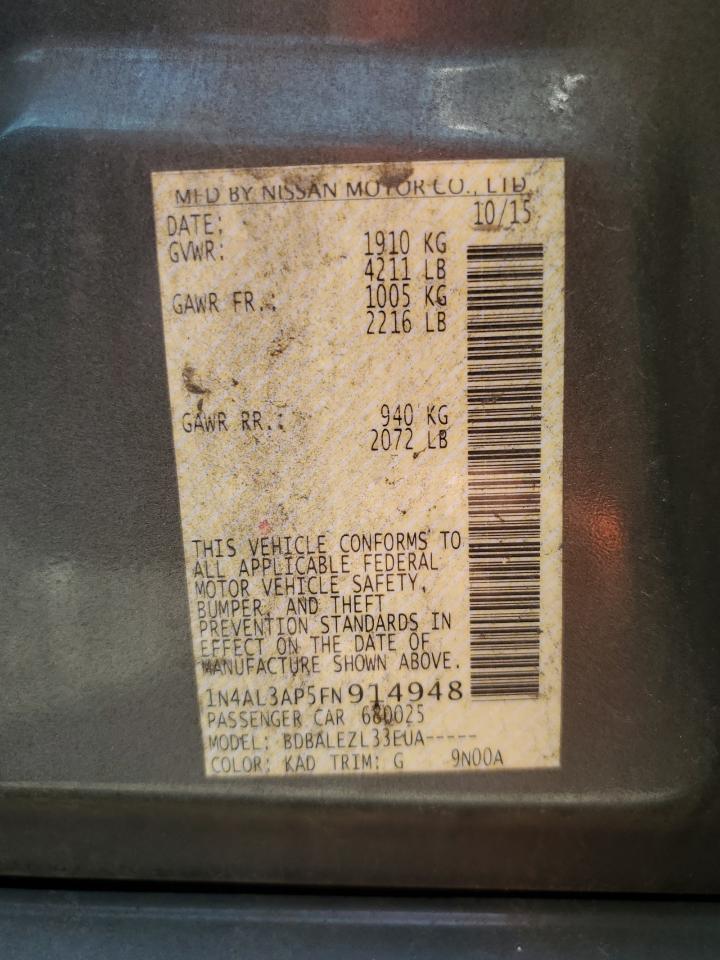 MFD BY NISSAN MOTOR CO., LTD
DATE: 10/15
GVWR: 1910 KG
4211 LB
GAWR FR.: 1005 KG
2216 LB
GAWR RR.: 940 KG
2072 LB
THIS VEHICLE CONFORMS TO
ALL APPLICABLE FEDERAL
MOTOR VEHICLE SAFETY,
BUMPER, AND THEFT
PREVENTION STANDARDS IN
EFFECT ON THE DATE OF
MANUFACTURE SHOWN ABOVE.
1N4AL3AP5FN914948
PASSENGER CAR 680025
MODEL: BDBALEZL33EUA-----
COLOR: KAD TRIM: G 9N00A